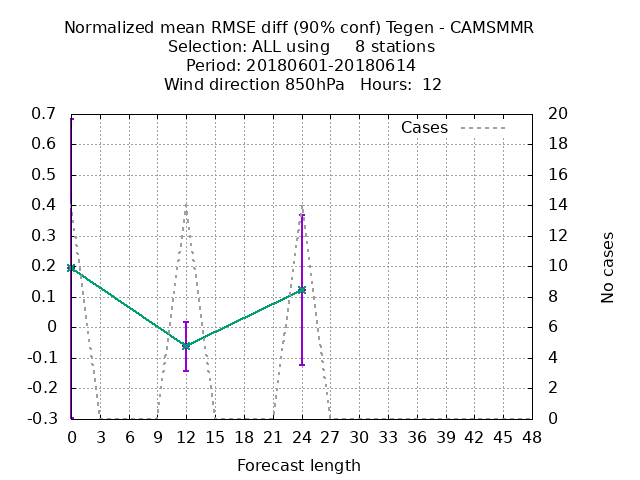 Normalized mean RMSE diff (90% conf) Tegen - CAMSMMR
Selection: ALL using     8 stations
Period: 20180601-20180614
Wind direction 850hPa   Hours:  12
0.7
0.6
0.5
0.4
0.3
0.2
0.1
0
-0.1
-0.2
-0.3
Cases
20
18
16
14
12
10
8
6
4
2
0
No cases
0 3 6 9 12 15 18 21 24 27 30 33 36 39 42 45 48
Forecast length